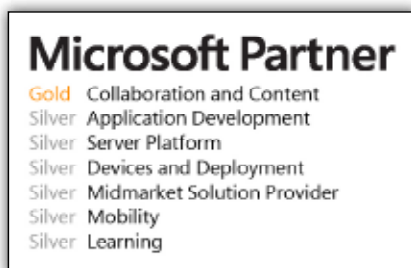 Microsoft Partner
Gold Collaboration and Content
Silver Application Development
Silver Server Platform
Silver Devices and Deployment
Silver Midmarket Solution Provider
Silver Mobility
Silver Learning